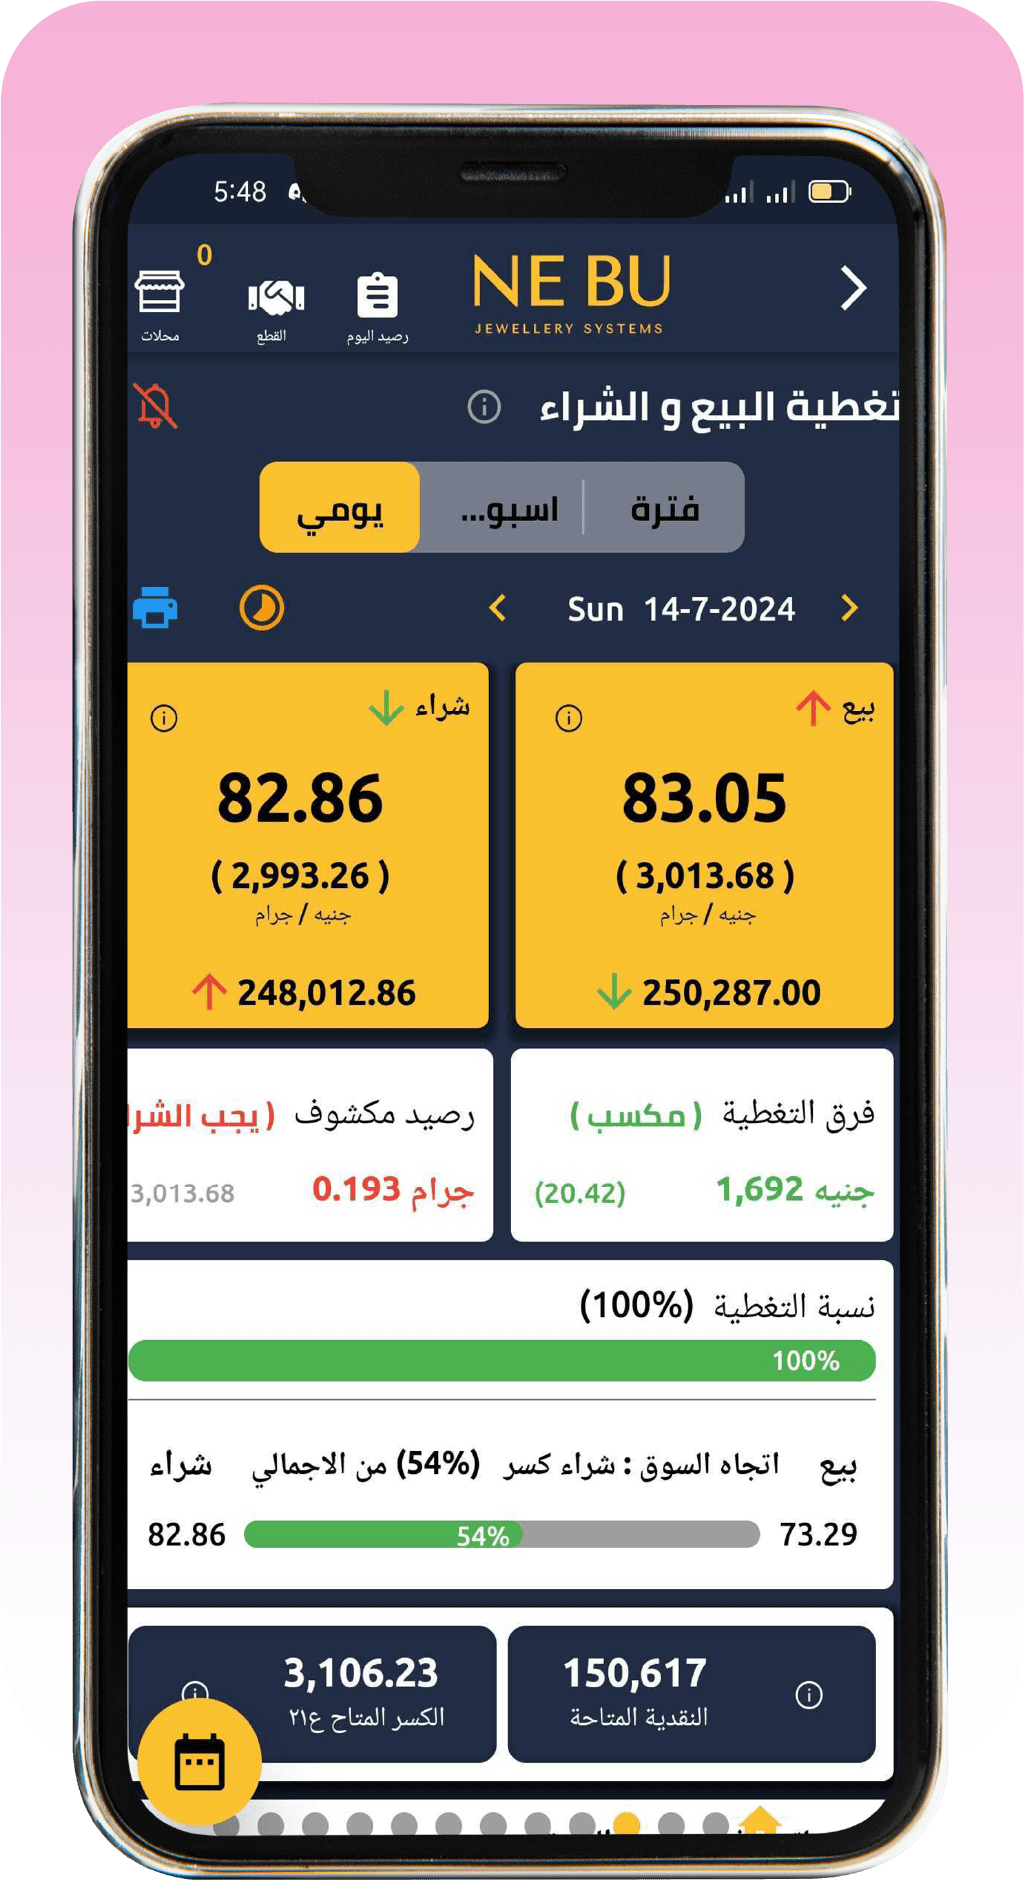 5:48
0
NE BU
JEWELLERY SYSTEMS
رصيد اليوم
القطع
محلات
تغطية البيع و الشراء
فترة
اسبو...
يومي
Sun 14-7-2024
بيع
83.05
( 3,013.68 )
جنيه / جرام
250,287.00
شراء
82.86
( 2,993.26 )
جنيه / جرام
248,012.86
فرق التغطية ( مكسب )
1,692 جنيه
(20.42)
رصيد مكشوف ( يجب الشرا
0.193 جرام
3,013.68
نسبة التغطية (100%)
100%
بيع
اتجاه السوق : شراء كسر (54%) من الاجمالي
شراء
73.29
54%
82.86
150,617
النقدية المتاحة
3,106.23
الكسر المتاح ع٢١